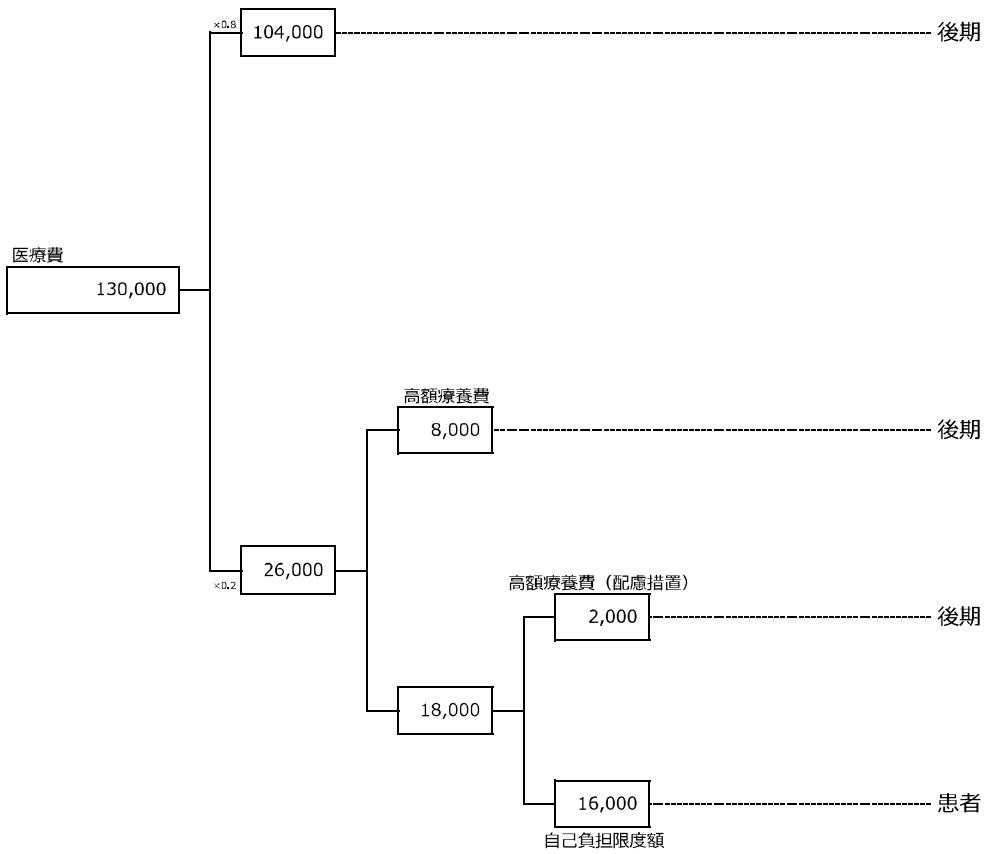 ×0.8
104,000
後期
医療費
130,000
高額療養費
8,000
後期
26,000
×0.2
高額療養費（配慮措置）
2,000
後期
18,000
16,000
患者
自己負担限度額